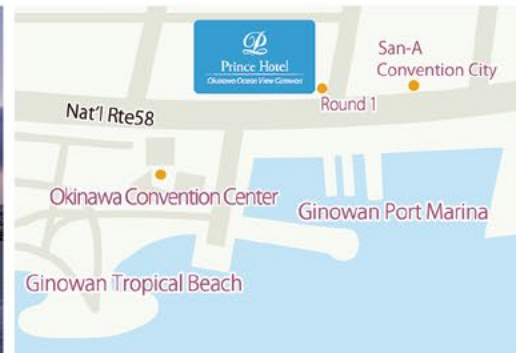 Prince Hotel
Okinawa Ocean View Ginowan
San-A
Convention City
Round 1
Nat'l Rte58
Okinawa Convention Center
Ginowan Port Marina
Ginowan Tropical Beach